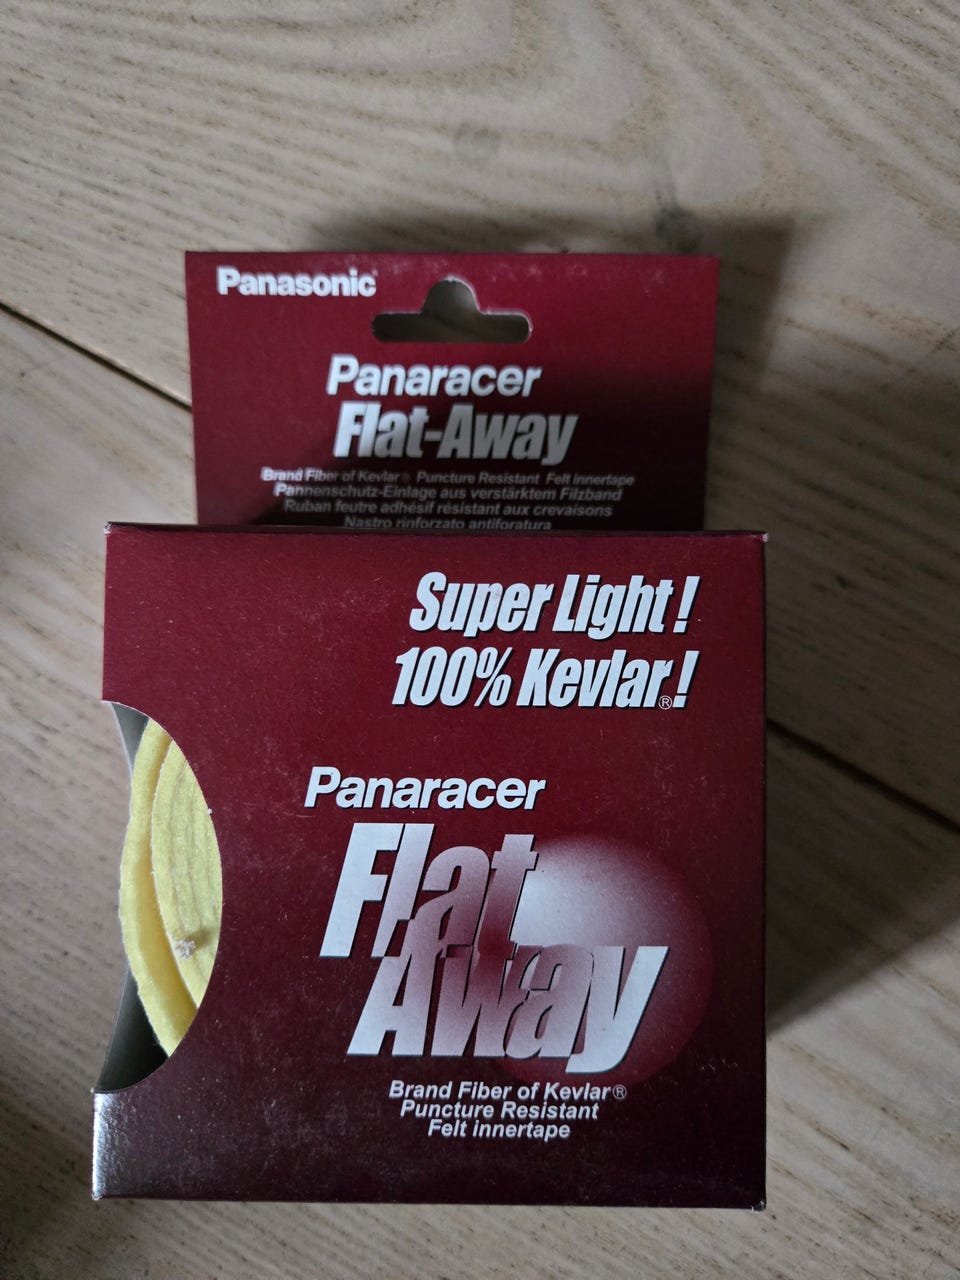 Panasonic
Panaracer
Flat-Away
Brand Fiber of Kevlar® Puncture Resistant Felt innertape
Pannenschutz-Einlage aus verstärktem Filzband
Ruban feutre adhésif résistant aux crevaisons
Nastro rinforzato antiforatura
Super Light!
100% Kevlar®!
Panaracer
Flat
Away
Brand Fiber of Kevlar®
Puncture Resistant
Felt innertape